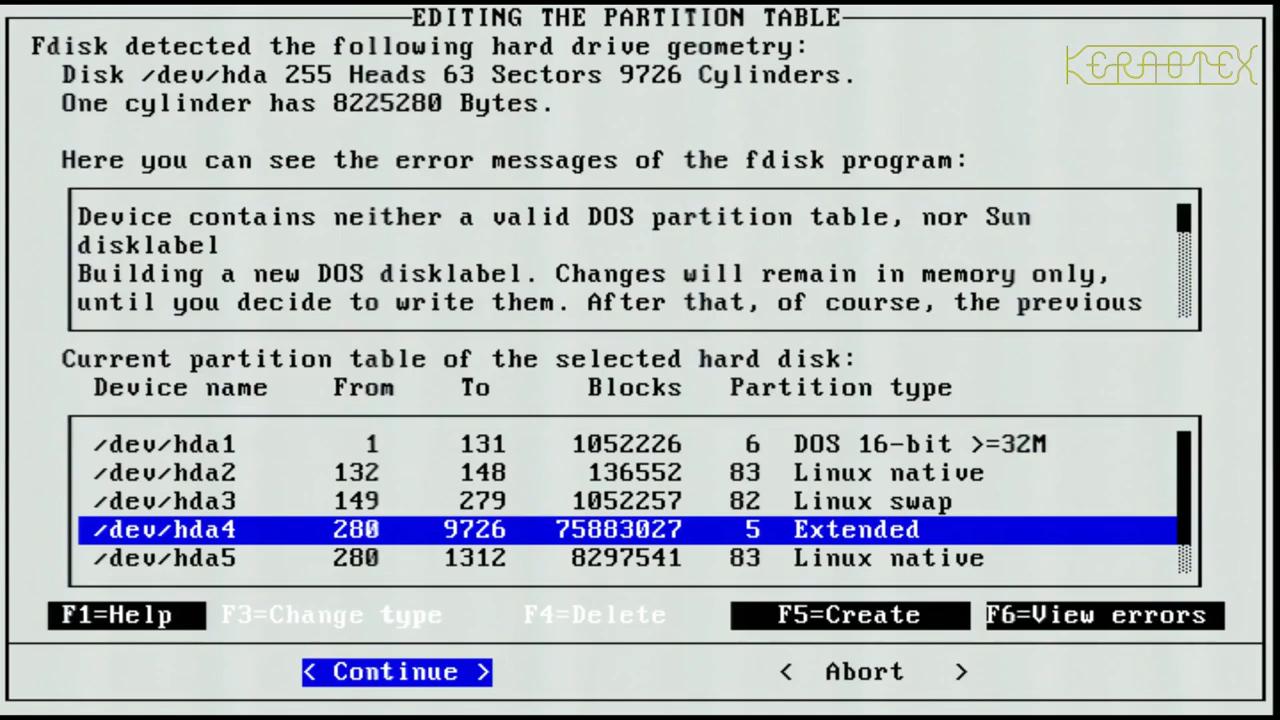 EDITING THE PARTITION TABLE
KERNOTEX
Fdisk detected the following hard drive geometry:
Disk /dev/hda 255 Heads 63 Sectors 9726 Cylinders.
One cylinder has 8225280 Bytes.
Here you can see the error messages of the fdisk program:
Device contains neither a valid DOS partition table, nor Sun
disklabel
Building a new DOS disklabel. Changes will remain in memory only,
until you decide to write them. After that, of course, the previous
Current partition table of the selected hard disk:
Device name From To Blocks Partition type
/dev/hda1 1 131 1052226 6 DOS 16-bit >=32M
/dev/hda2 132 148 136552 83 Linux native
/dev/hda3 149 279 1052257 82 Linux swap
/dev/hda4 280 9726 75883027 5 Extended
/dev/hda5 280 1312 8297541 83 Linux native
F1=Help F3=Change type F4=Delete F5=Create F6=View errors
< Continue > < Abort >